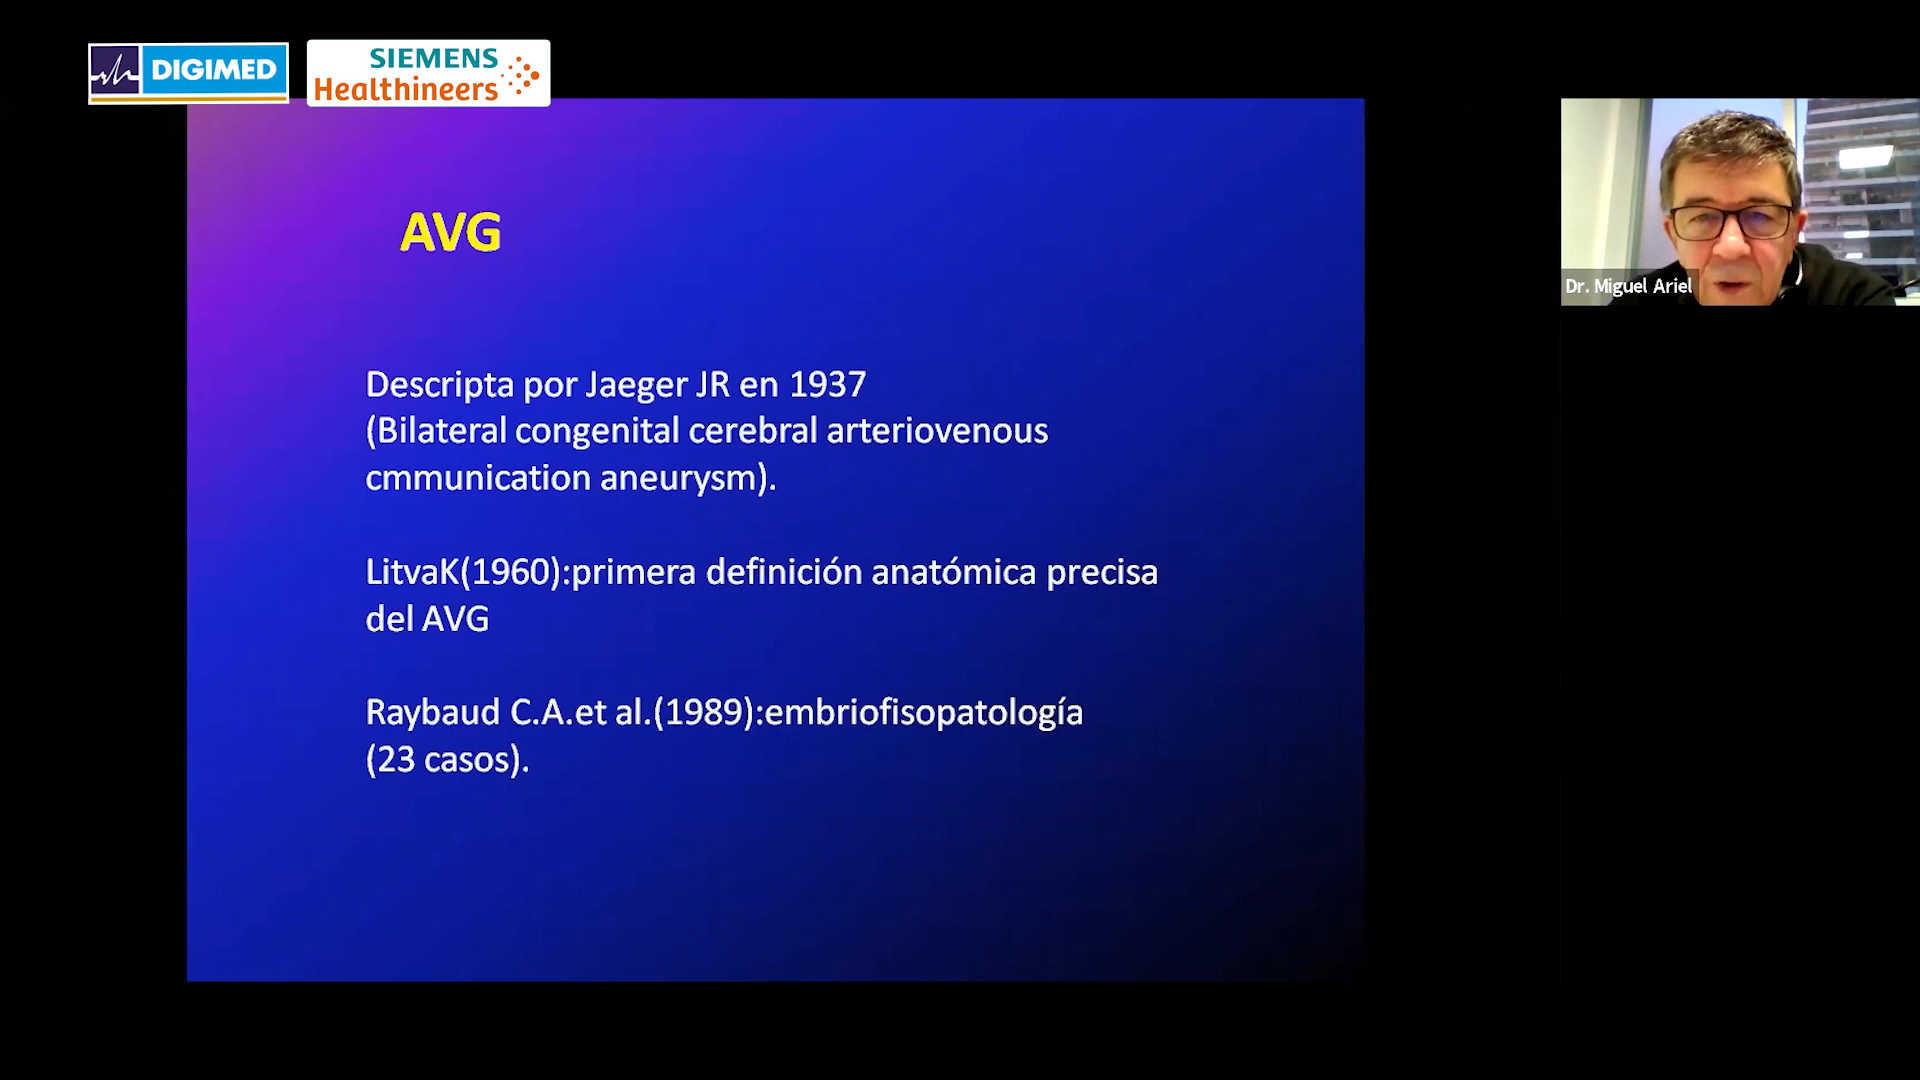 DIGIMED
SIEMENS
Healthineers
AVG
Descripta por Jaeger JR en 1937
(Bilateral congenital cerebral arteriovenous
cmmunication aneurysm).
LitvaK(1960):primera definición anatómica precisa
del AVG
Raybaud C.A.et al.(1989):embriofisopatología
(23 casos).
Dr. Miguel Ariel